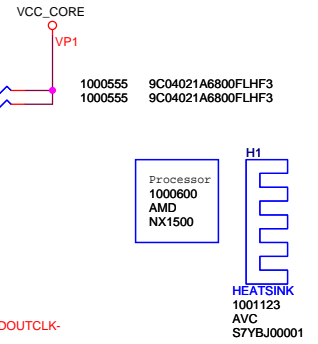 VCC_CORE
VP1
1000555 9C04021A6800FLHF3
1000555 9C04021A6800FLHF3
H1
Processor
1000600
AMD
NX1500
HEATSINK
1001123
AVC
S7YBJ00001
DOUTCLK-